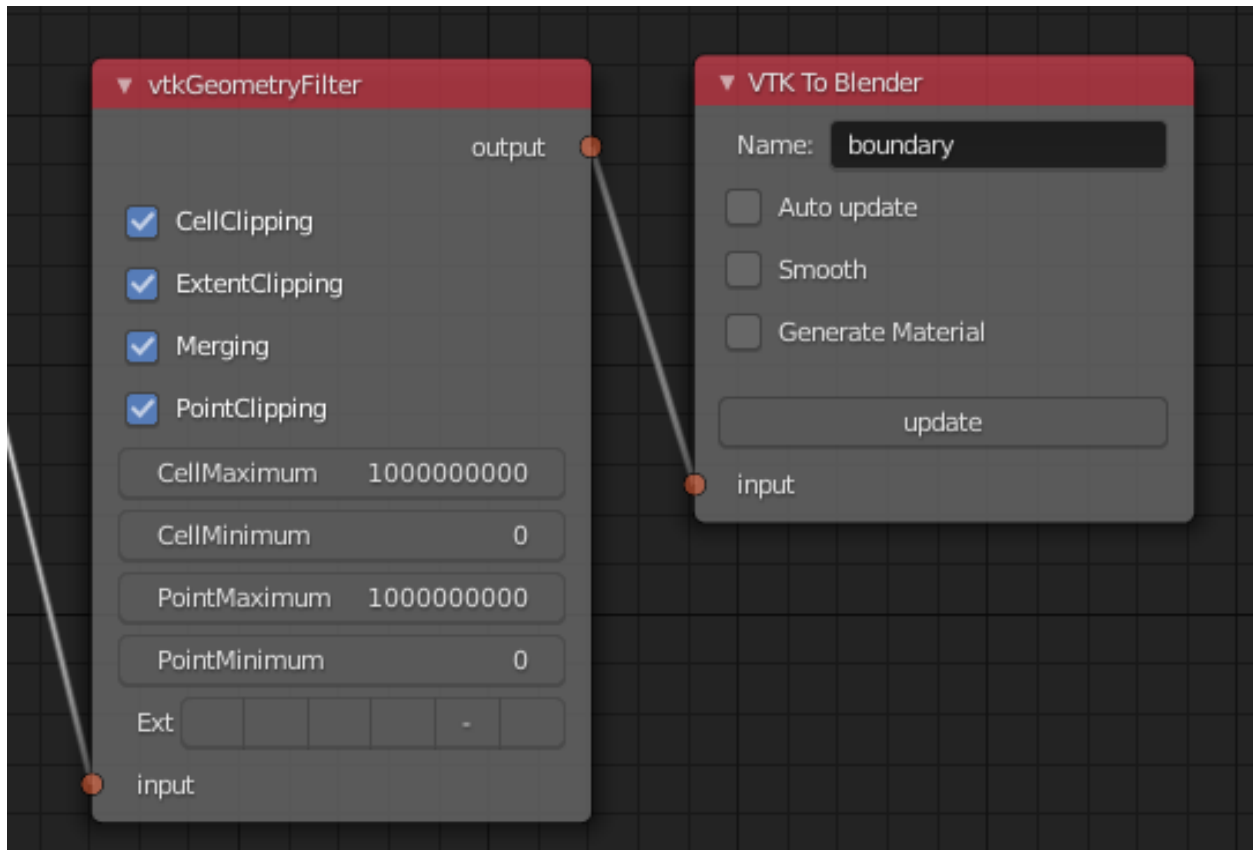 vtkGeometryFilter
output
CellClipping
ExtentClipping
Merging
PointClipping
CellMaximum 1000000000
CellMinimum 0
PointMaximum 1000000000
PointMinimum 0
Ext -
input
VTK To Blender
Name: boundary
Auto update
Smooth
Generate Material
update
input